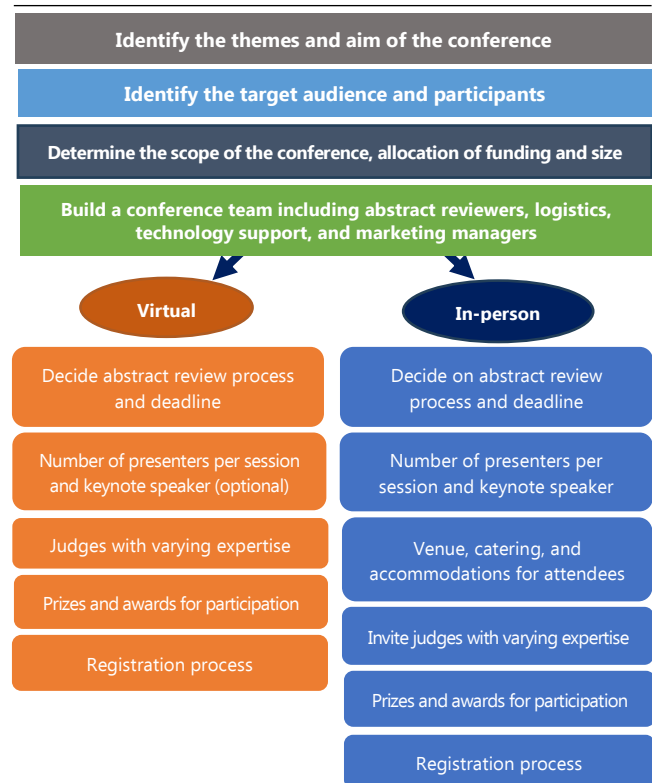 Identify the themes and aim of the conference
Identify the target audience and participants
Determine the scope of the conference, allocation of funding and size
Build a conference team including abstract reviewers, logistics,
technology support, and marketing managers
Virtual
Decide abstract review process
and deadline
Number of presenters per session
and keynote speaker (optional)
Judges with varying expertise
Prizes and awards for participation
Registration process
In-person
Decide on abstract review
process and deadline
Number of presenters per
session and keynote speaker
Venue, catering, and
accommodations for attendees
Invite judges with varying expertise
Prizes and awards for participation
Registration process